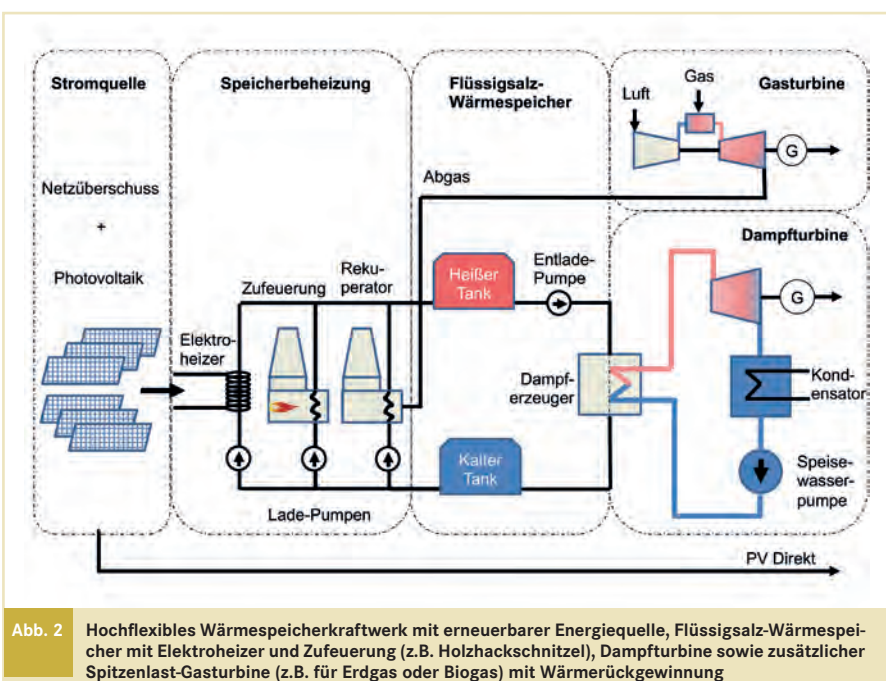 Stromquelle
Netzüberschuss
+
Photovoltaik
Speicherbeheizung
Zufeuerung
Reku-
perator
Elektro-
heizer
Lade-Pumpen
Flüssigsalz-
Wärmespeicher
Abgas
Heißer
Tank
Entlade-
Pumpe
Dampf-
erzeuger
Kalter
Tank
Gasturbine
Gas
Luft
G
Dampfturbine
G
Kond-
ensator
Speise-
wasser-
pumpe
PV Direkt
Abb. 2
Hochflexibles Wärmespeicherkraftwerk mit erneuerbarer Energiequelle, Flüssigsalz-Wärmespei-
cher mit Elektroheizer und Zufeuerung (z.B. Holzhackschnitzel), Dampfturbine sowie zusätzlicher
Spitzenlast-Gasturbine (z.B. für Erdgas oder Biogas) mit Wärmerückgewinnung